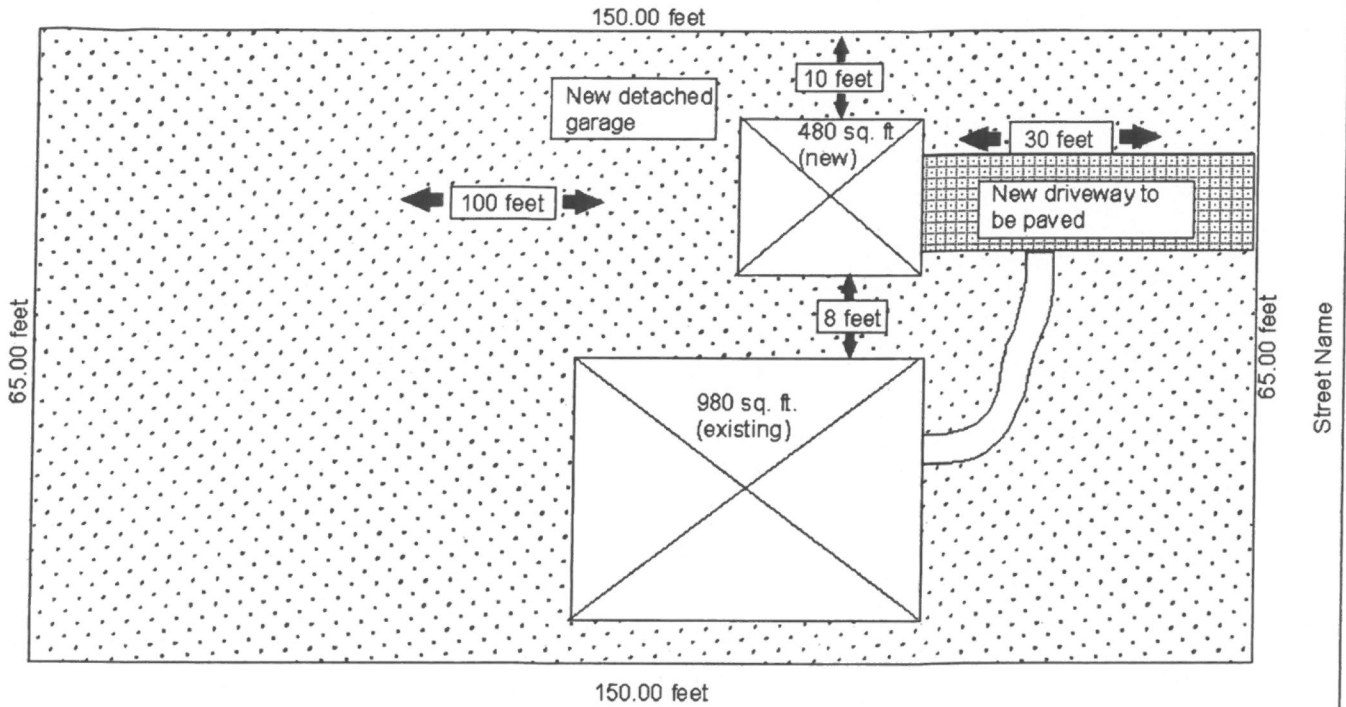 150.00 feet
10 feet
New detached
garage
480 sq. ft
(new)
30 feet
New driveway to
be paved
100 feet
8 feet
65.00 feet
65.00 feet
Street Name
980 sq. ft.
(existing)
150.00 feet